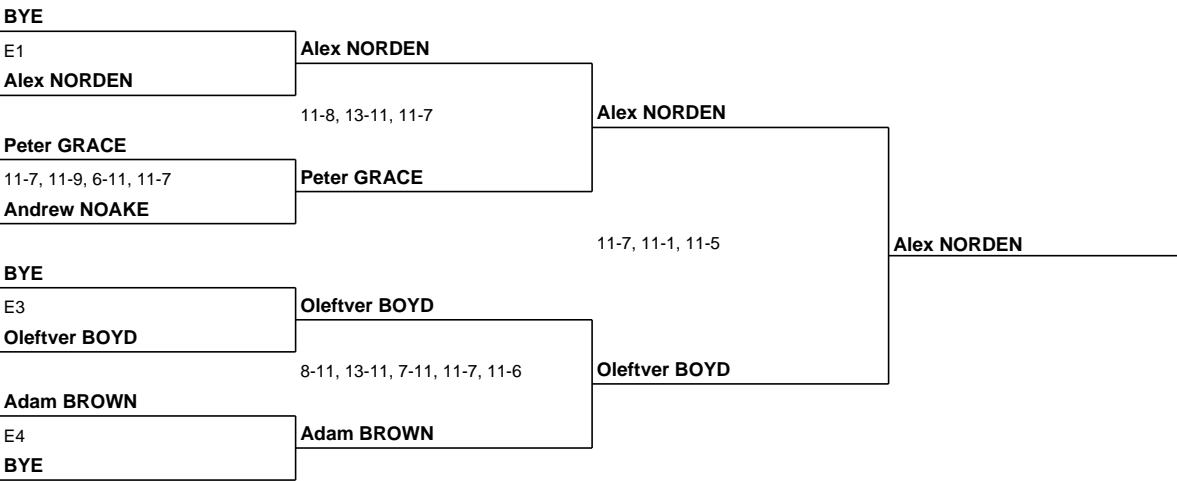 BYE
E1
Alex NORDEN
Alex NORDEN
11-8, 13-11, 11-7
Alex NORDEN
Peter GRACE
11-7, 11-9, 6-11, 11-7
Peter GRACE
Andrew NOAKE
11-7, 11-1, 11-5
Alex NORDEN
BYE
E3
Oleftver BOYD
Oleftver BOYD
8-11, 13-11, 7-11, 11-7, 11-6
Oleftver BOYD
Adam BROWN
E4
Adam BROWN
BYE